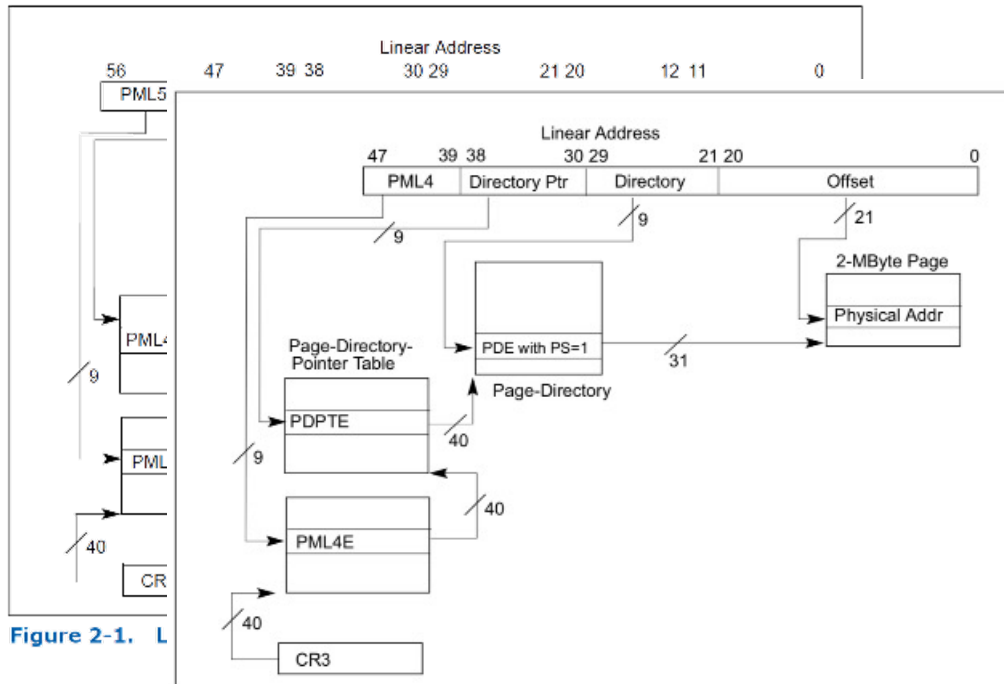 Linear Address
56 47 39 38 30 29 21 20 12 11 0
PML5
Linear Address
47 39 38 30 29 21 20 0
PML4 Directory Ptr Directory Offset
9 9 21
2-MByte Page
Physical Addr
PML4
PDE with PS=1
31
Page-Directory-
Pointer Table
Page-Directory
9
PDPTE
40
PML
9
40
PML4E
40
CR
40
CR3
Figure 2-1. L